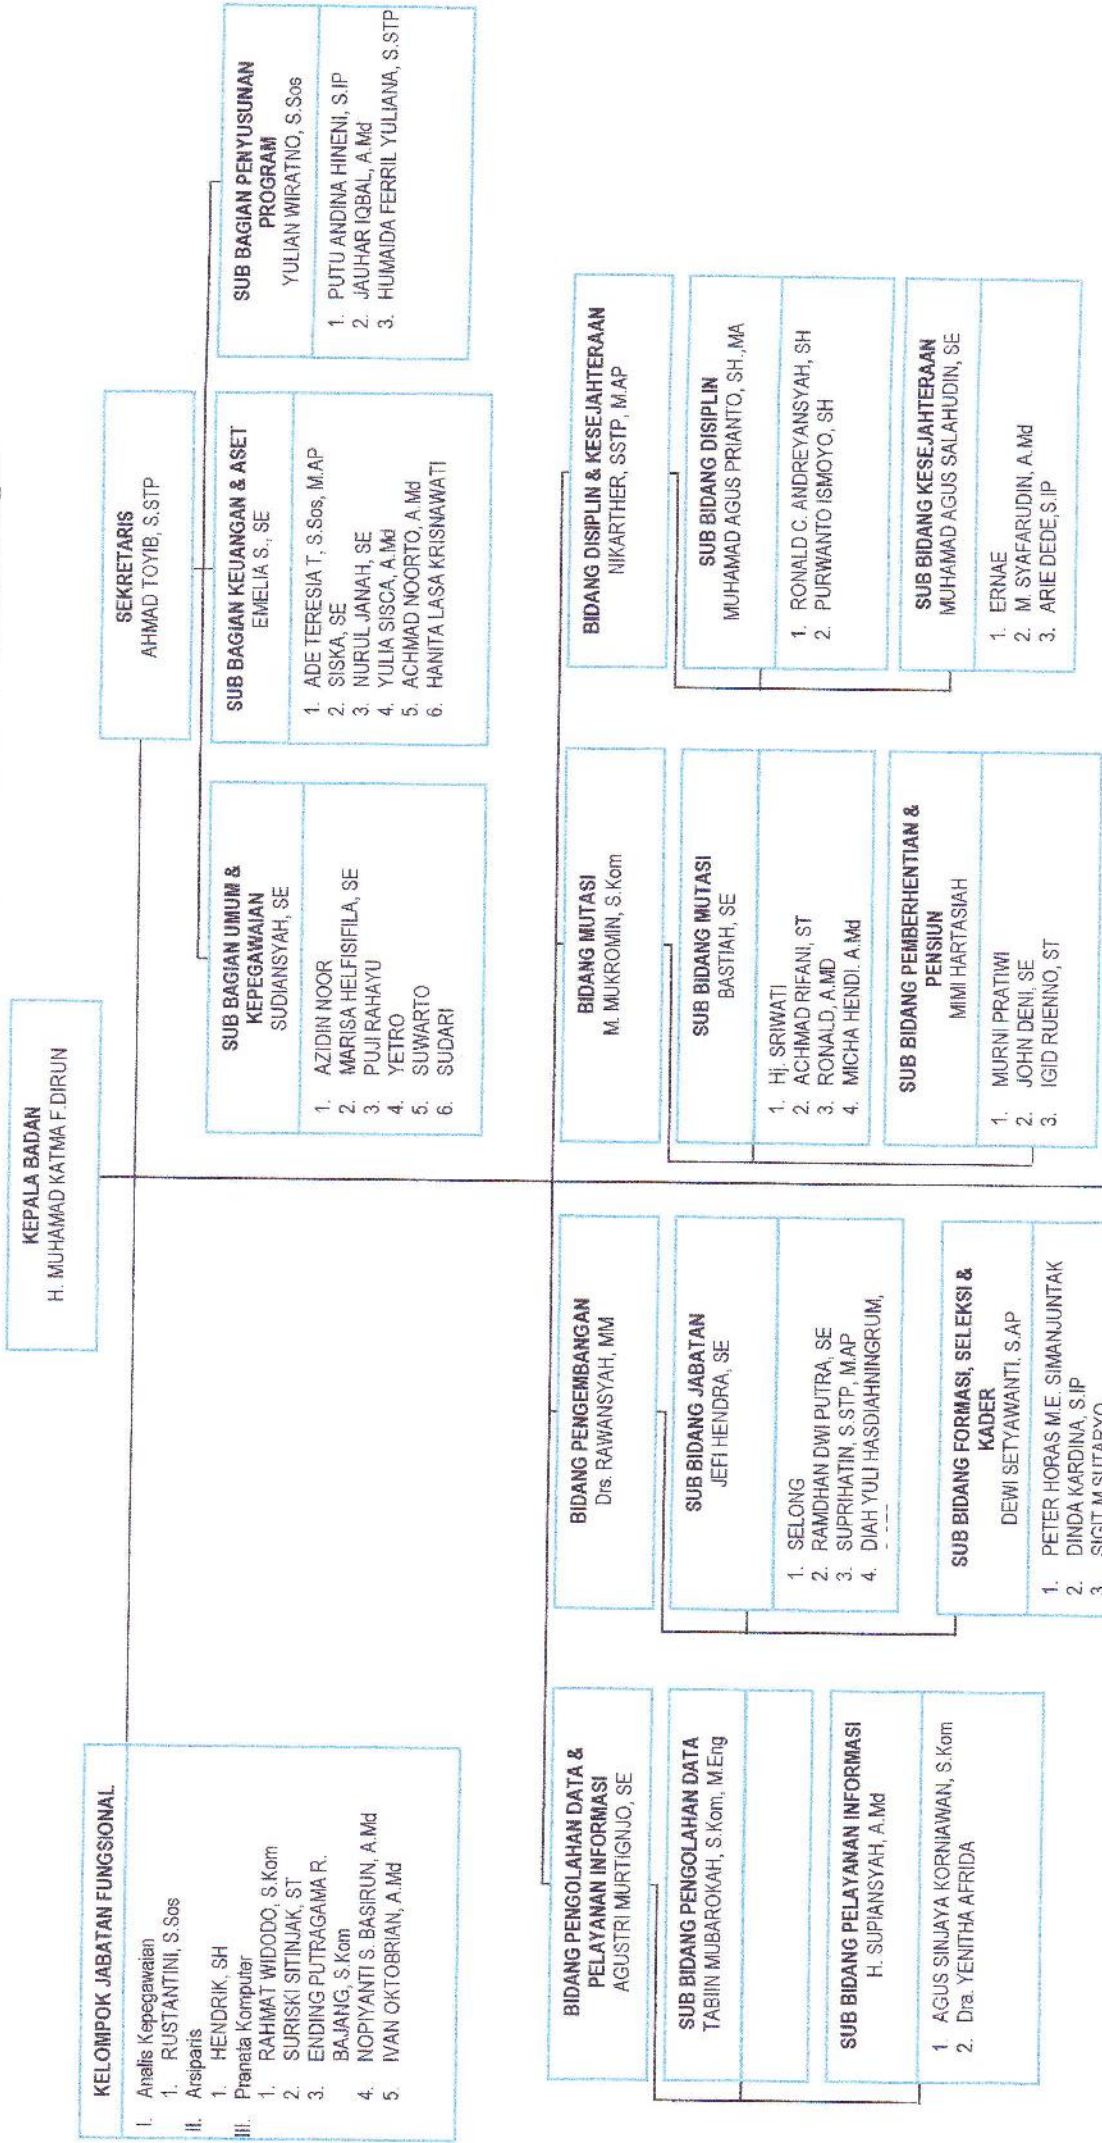 KEPALA BADAN
H. MUHAMAD KATMA F.DIRUN
KELOMPOK JABATAN FUNGSIONAL
I. Analis Kepegawaian
1. RUSTANTINI, S.Sos
II. Arsiparis
1. HENDRIK, SH
III. Pranata Komputer
1. RAHMAT WIDODO, S.Kom
2. SURISKI SITINJAK, ST
3. ENDING PUTRAGAMA R.
BAJANG, S.Kom
4. NOPIYANTI S. BASIRUN, A.Md
5. IVAN OKTOBRIAN, A.Md
SEKRETARIS
AHMAD TOYIB, S.STP
SUB BAGIAN UMUM &
KEPEGAWAIAN
SUDIANSYAH, SE
1. AZIDIN NOOR
2. MARISA HELFISIFILA, SE
3. PUJI RAHAYU
4. YETRO
5. SUWARTO
6. SUDARI
SUB BAGIAN KEUANGAN & ASET
EMELIA S., SE
1. ADE TERESIA T, S.Sos, M.AP
2. SISKA, SE
3. NURUL JANAH, SE
4. YULIA SISCA, A.Md
5. ACHMAD NOORTO, A.Md
6. HANITA LASA KRISNAWATI
SUB BAGIAN PENYUSUNAN
PROGRAM
YULIAN WIRATNO, S.Sos
1. PUTU ANDINA HINENI, S.IP
2. JAUHAR IQBAL, A.Md
3. HUMAIDA FERRIL YULIANA, S.STP
BIDANG PENGOLAHAN DATA &
PELAYANAN INFORMASI
AGUSTRI MURTIGNJO, SE
SUB BIDANG PENGOLAHAN DATA
TABIIN MUBAROKAH, S.Kom, M.Eng
SUB BIDANG PELAYANAN INFORMASI
H. SUPIANSYAH, A.Md
1. AGUS SINJAYA KORNIAWAN, S.Kom
2. Dra. YENITHA AFRIDA
BIDANG PENGEMBANGAN
Drs. RAWANSYAH, MM
SUB BIDANG JABATAN
JEFI HENDRA, SE
1. SELONG
2. RAMDHAN DWI PUTRA, SE
3. SUPRIHATIN, S.STP, M.AP
4. DIAH YULI HASDIAHNINGRUM,
SUB BIDANG FORMASI, SELEKSI &
KADER
DEWI SETYAWANTI, S.AP
1. PETER HORAS M.E. SIMANJUNTAK
2. DINDA KARDINA, S.IP
3. SIGIT M.SUTARYO
BIDANG MUTASI
M. MUKROMIN, S.Kom
SUB BIDANG MUTASI
BASTIAH, SE
1. Hj. SRIWATI
2. ACHMAD RIFANI, ST
3. RONALD, A.MD
4. MICHA HENDI. A.Md
SUB BIDANG PEMBERHENTIAN &
PENSIUN
MIMI HARTASIAH
1. MURNI PRATIWI
2. JOHN DENI, SE
3. IGID RUENNO, ST
BIDANG DISIPLIN & KESEJAHTERAAN
NIKARTHER, SSTP, M.AP
SUB BIDANG DISIPLIN
MUHAMAD AGUS PRIANTO, SH.,MA
1. RONALD C. ANDREYANSYAH, SH
2. PURWANTO ISMOYO, SH
SUB BIDANG KESEJAHTERAAN
MUHAMAD AGUS SALAHUDIN, SE
1. ERNAE
2. M. SYAFARUDIN, A.Md
3. ARIE DEDE,S.IP